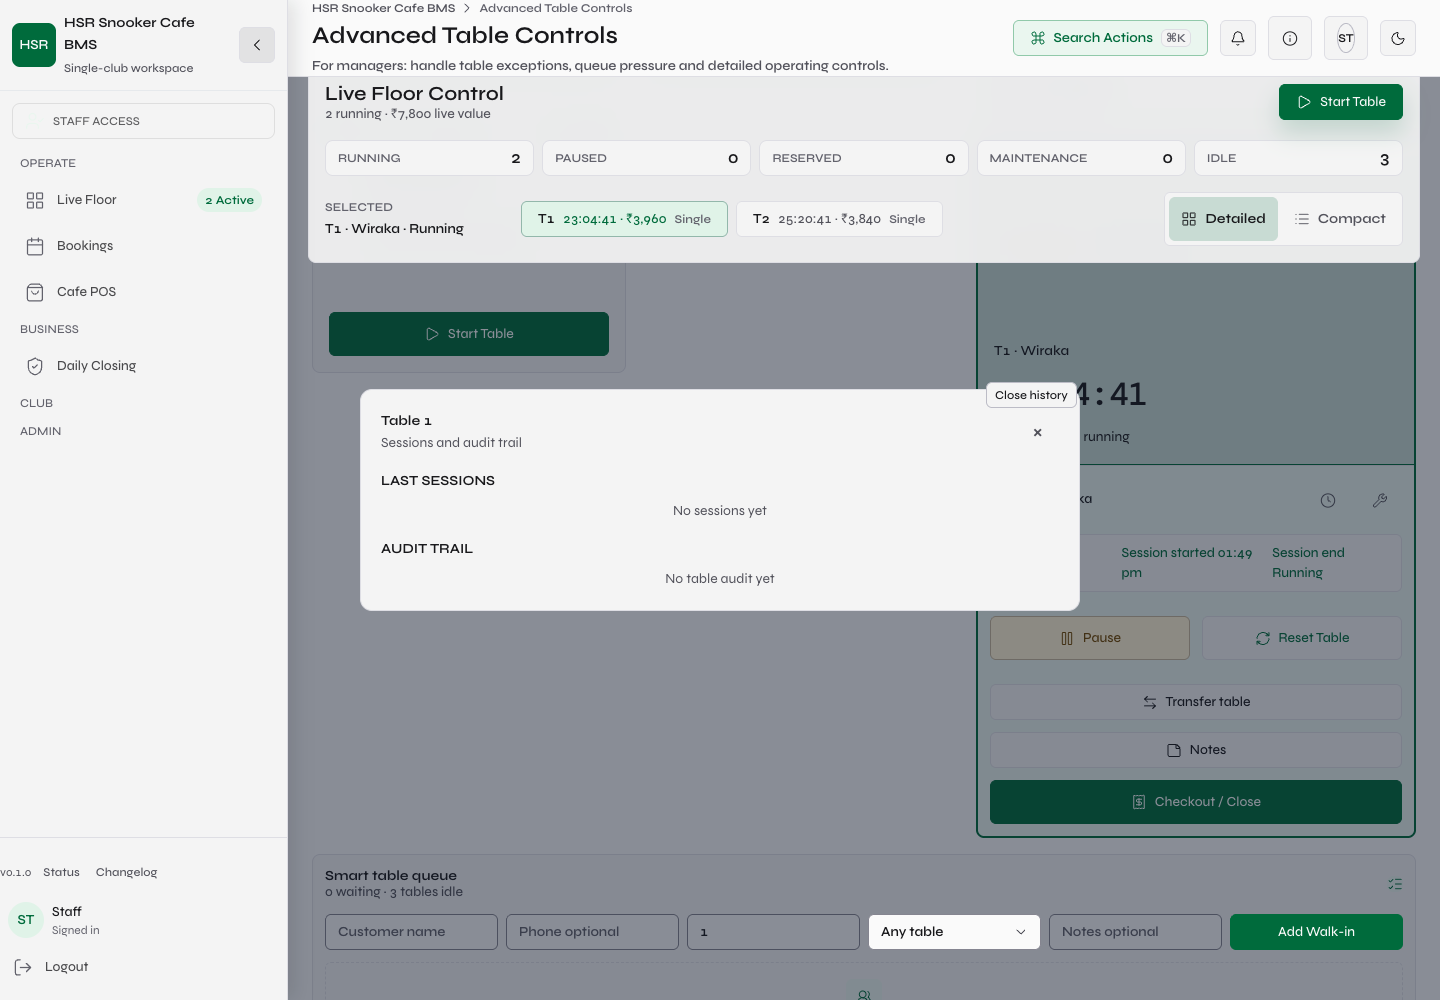 HSR
HSR Snooker Cafe
BMS
Single-club workspace
STAFF ACCESS
OPERATE
Live Floor
2 Active
Bookings
Cafe POS
BUSINESS
Daily Closing
CLUB
ADMIN
v0.1.0
Status
Changelog
ST
Staff
Signed in
Logout
HSR Snooker Cafe BMS > Advanced Table Controls
Advanced Table Controls
For managers: handle table exceptions, queue pressure and detailed operating controls.
Search Actions ⌘K
ST
Live Floor Control
2 running · ₹7,800 live value
Start Table
RUNNING 2
PAUSED 0
RESERVED 0
MAINTENANCE 0
IDLE 3
SELECTED
T1 · Wiraka · Running
T1 23:04:41 · ₹3,960 Single
T2 25:20:41 · ₹3,840 Single
Detailed
Compact
Start Table
T1 · Wiraka
4:41
running
Close history
Table 1
Sessions and audit trail
×
LAST SESSIONS
No sessions yet
AUDIT TRAIL
No table audit yet
ka
Session started 01:49
pm
Session end
Running
Pause
Reset Table
Transfer table
Notes
Checkout / Close
Smart table queue
0 waiting · 3 tables idle
Customer name
Phone optional
1
Any table
Notes optional
Add Walk-in